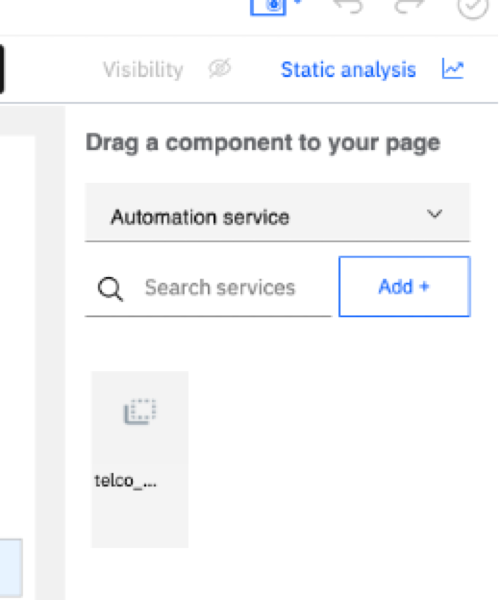 Visibility
Static analysis
Drag a component to your page
Automation service
Search services
Add +
telco_...